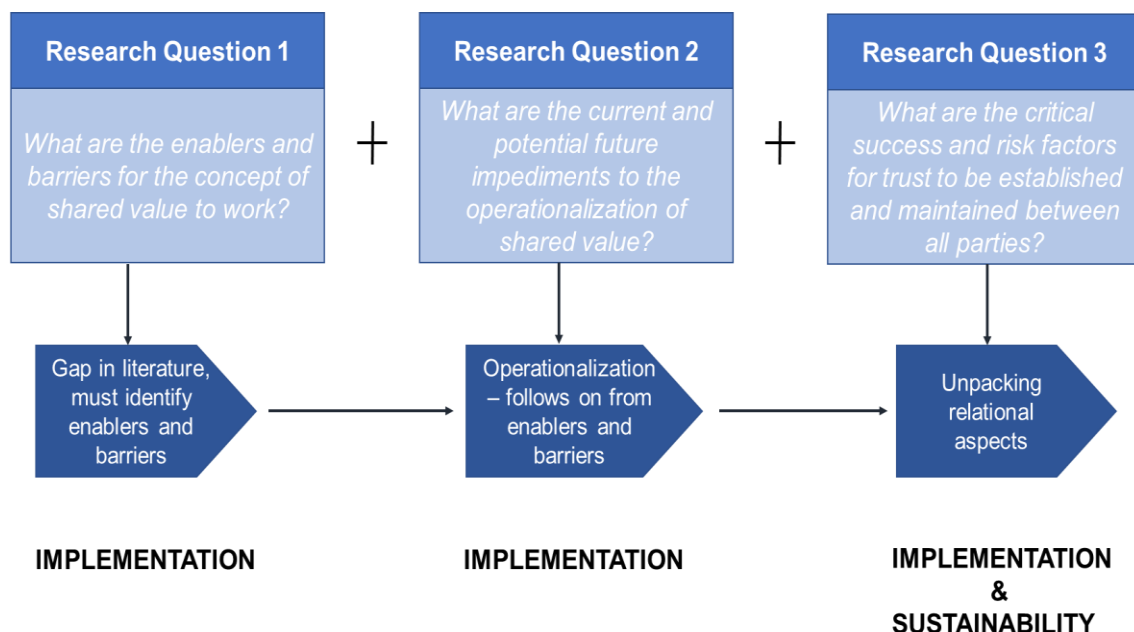 Research Question 1
What are the enablers and
barriers for the concept of
shared value to work?
+
Research Question 2
What are the current and
potential future
impediments to the
operationalization of
shared value?
+
Research Question 3
What are the critical
success and risk factors
for trust to be established
and maintained between
all parties?
Gap in literature,
must identify
enablers and
barriers
Operationalization
– follows on from
enablers and
barriers
Unpacking
relational
aspects
IMPLEMENTATION
IMPLEMENTATION
IMPLEMENTATION
&
SUSTAINABILITY